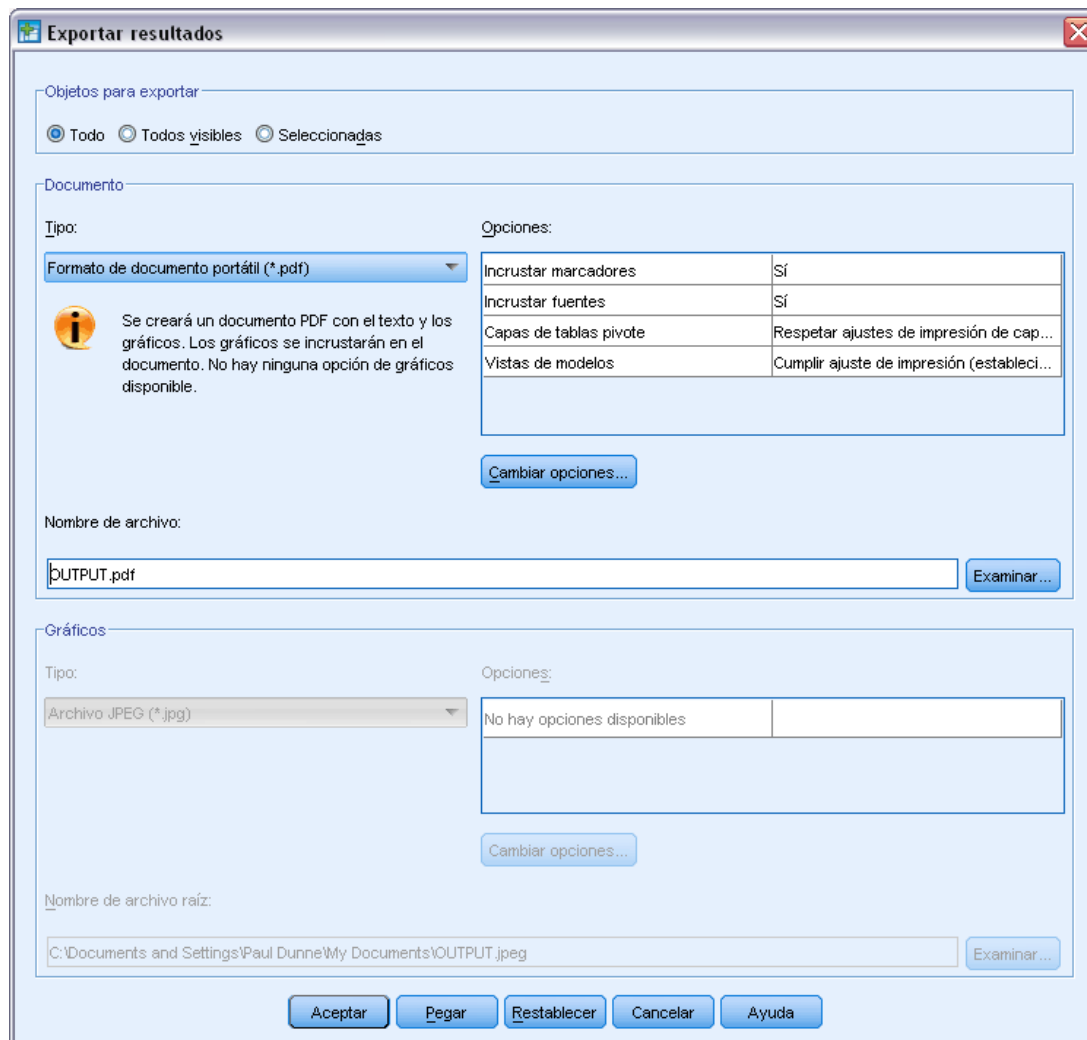 Exportar resultados
Objetos para exportar
Todo
Todos visibles
Seleccionadas
Documento
Tipo:
Formato de documento portátil (*.pdf)
Se creará un documento PDF con el texto y los
gráficos. Los gráficos se incrustarán en el
documento. No hay ninguna opción de gráficos
disponible.
Opciones:
Incrustar marcadores Sí
Incrustar fuentes Sí
Capas de tablas pivote Respetar ajustes de impresión de cap...
Vistas de modelos Cumplir ajuste de impresión (estableci...
Cambiar opciones...
Nombre de archivo:
OUTPUT.pdf
Examinar...
Gráficos
Tipo:
Archivo JPEG (*.jpg)
Opciones:
No hay opciones disponibles
Cambiar opciones...
Nombre de archivo raíz:
C:\Documents and Settings\Paul Dunne\My Documents\OUTPUT.jpeg
Examinar...
Aceptar Pegar Restablecer Cancelar Ayuda